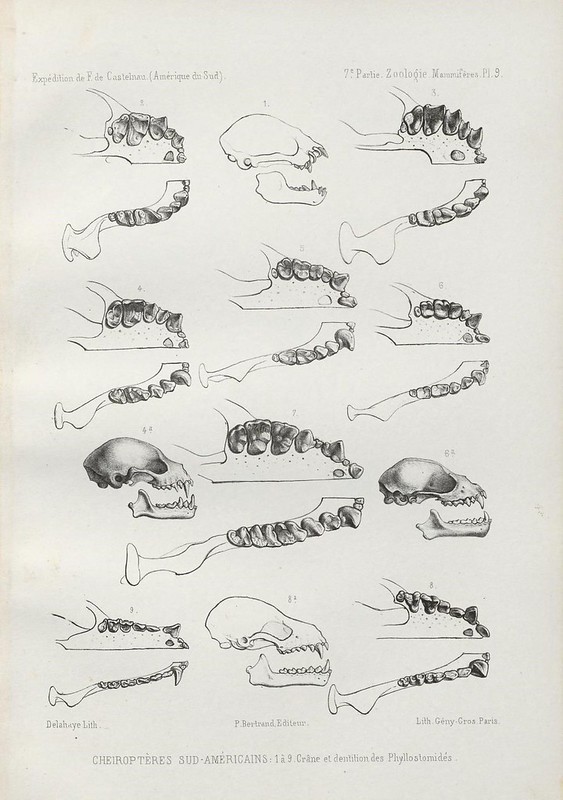 Expédition de F. de Castelnau. (Amérique du Sud).
7.e Partie. Zoologie. Mammifères. Pl. 9.
2.
1.
3.
5.
4.
6.
7.
4a
6a
9.
8a
8.
Delahaye Lith.
P. Bertrand, Editeur.
Lith. Gény-Gros. Paris.
CHEIROPTÈRES SUD-AMÉRICAINS: 1 à 9. Crâne et dentition des Phyllostomidés.